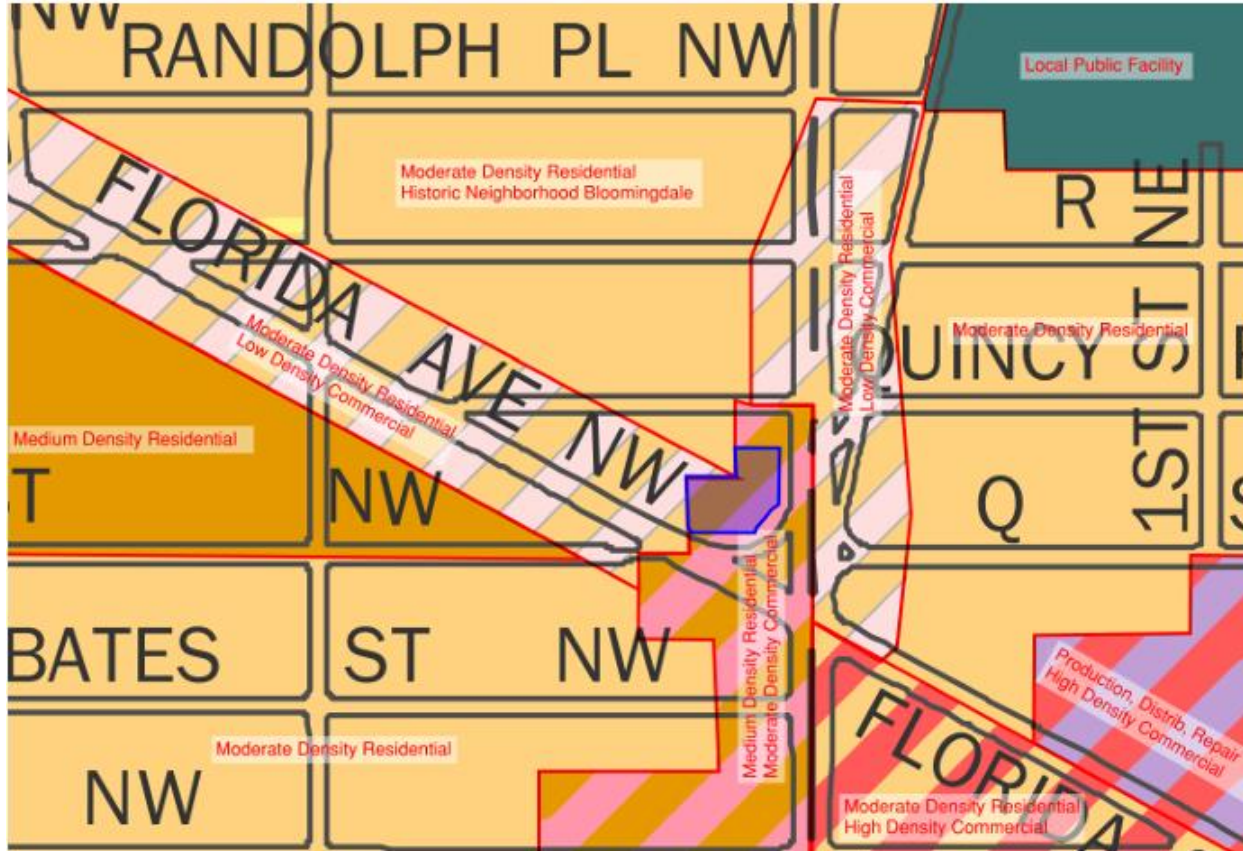 NW
RANDOLPH PL NW
Local Public Facility
Moderate Density Residential
Historic Neighborhood Bloomingdale
R
1ST ST NE
FLORIDA AVE NW
Moderate Density Residential
Low Density Commercial
Moderate Density Residential
Low Density Commercial
QUINCY
Moderate Density Residential
Medium Density Residential
NW
Q
Medium Density Residential
Moderate Density Commercial
BATES ST NW
Production, Distrib. Repair
High Density Commercial
Moderate Density Residential
NW
FLORIDA
Moderate Density Residential
High Density Commercial